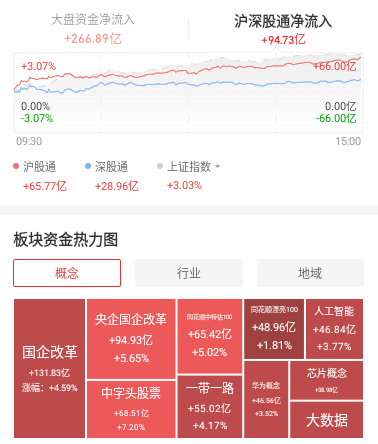 大盘资金净流入
沪深股通净流入
+266.89亿
+94.73亿
+3.07%
+66.00亿
0.00%
0.00亿
-3.07%
-66.00亿
09:30
15:00
沪股通
深股通
上证指数
+65.77亿
+28.96亿
+3.03%
板块资金热力图
概念
行业
地域
国企改革
+131.83亿
涨幅：+4.59%
央企国企改革
+94.93亿
+5.65%
中字头股票
+68.51亿
+7.20%
同花顺中特估100
+65.42亿
+5.02%
一带一路
+55.02亿
+4.17%
同花顺漂亮100
+48.96亿
+1.81%
人工智能
+46.84亿
+3.77%
华为概念
+46.56亿
+3.52%
芯片概念
+38.98亿
大数据